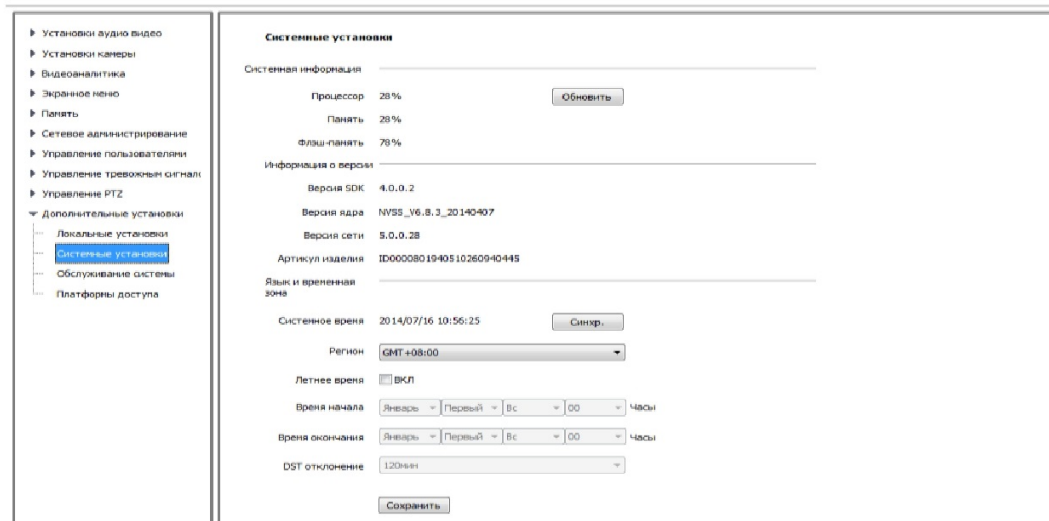 Установки аудио видео
Установки камеры
Видеоаналитика
Экранное меню
Память
Сетевое администрирование
Управление пользователями
Управление тревожным сигнало
Управление PTZ
Дополнительные установки
Локальные установки
Системные установки
Обслуживание системы
Платформы доступа
Системные установки
Системная информация
Процессор 28% Обновить
Память 28%
Флэш-память 78%
Информация о версии
Версия SDK 4.0.0.2
Версия ядра NVSS_V6.8.3_20140407
Версия сети 5.0.0.28
Артикул изделия ID0000801940510260940445
Язык и временная
зона
Системное время 2014/07/16 10:56:25 Синхр.
Регион GMT+08:00
Летнее время ВКЛ
Время начала Январь Первый Вс 00 Часы
Время окончания Январь Первый Вс 00 Часы
DST отклонение 120мин
Сохранить